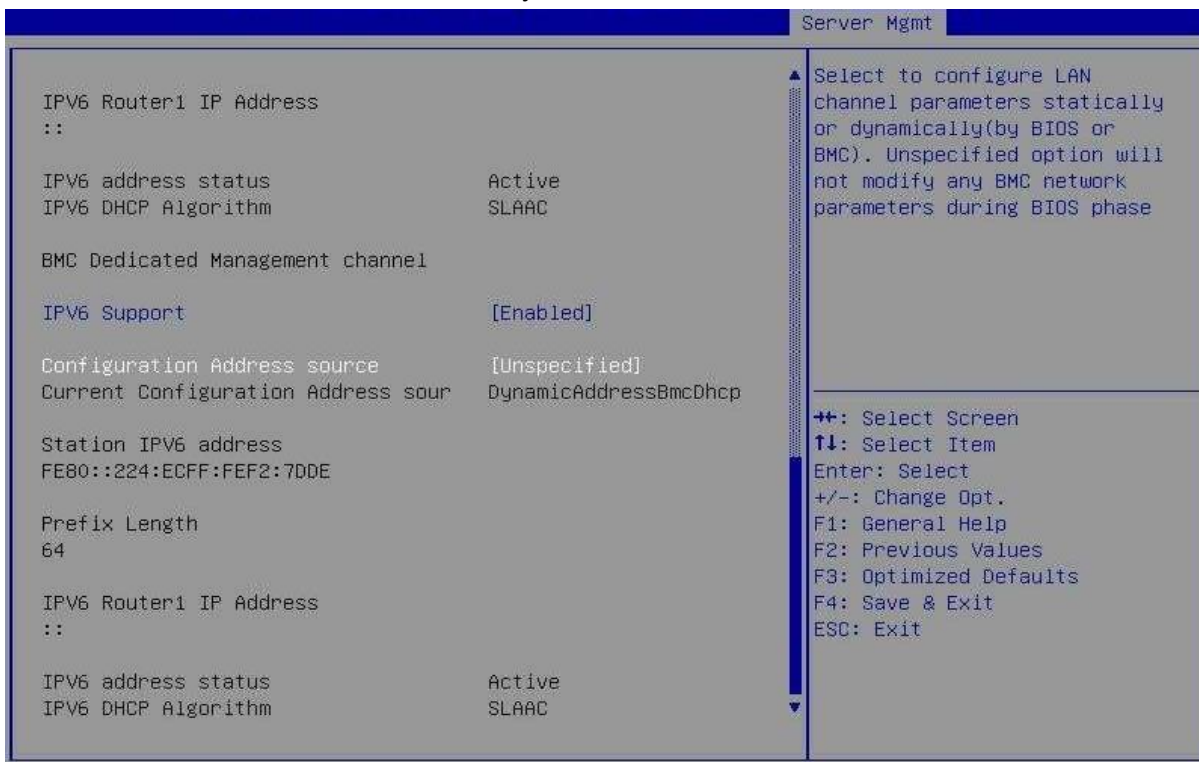 Server Mgmt
IPV6 Router1 IP Address
::
IPV6 address status Active
IPV6 DHCP Algorithm SLAAC
BMC Dedicated Management channel
IPV6 Support [Enabled]
Configuration Address source [Unspecified]
Current Configuration Address sour DynamicAddressBmcDhcp
Station IPV6 address
FE80::224:ECFF:FEF2:7DDE
Prefix Length
64
IPV6 Router1 IP Address
::
IPV6 address status Active
IPV6 DHCP Algorithm SLAAC
Select to configure LAN
channel parameters statically
or dynamically(by BIOS or
BMC). Unspecified option will
not modify any BMC network
parameters during BIOS phase
→←: Select Screen
↑↓: Select Item
Enter: Select
+/-: Change Opt.
F1: General Help
F2: Previous Values
F3: Optimized Defaults
F4: Save & Exit
ESC: Exit